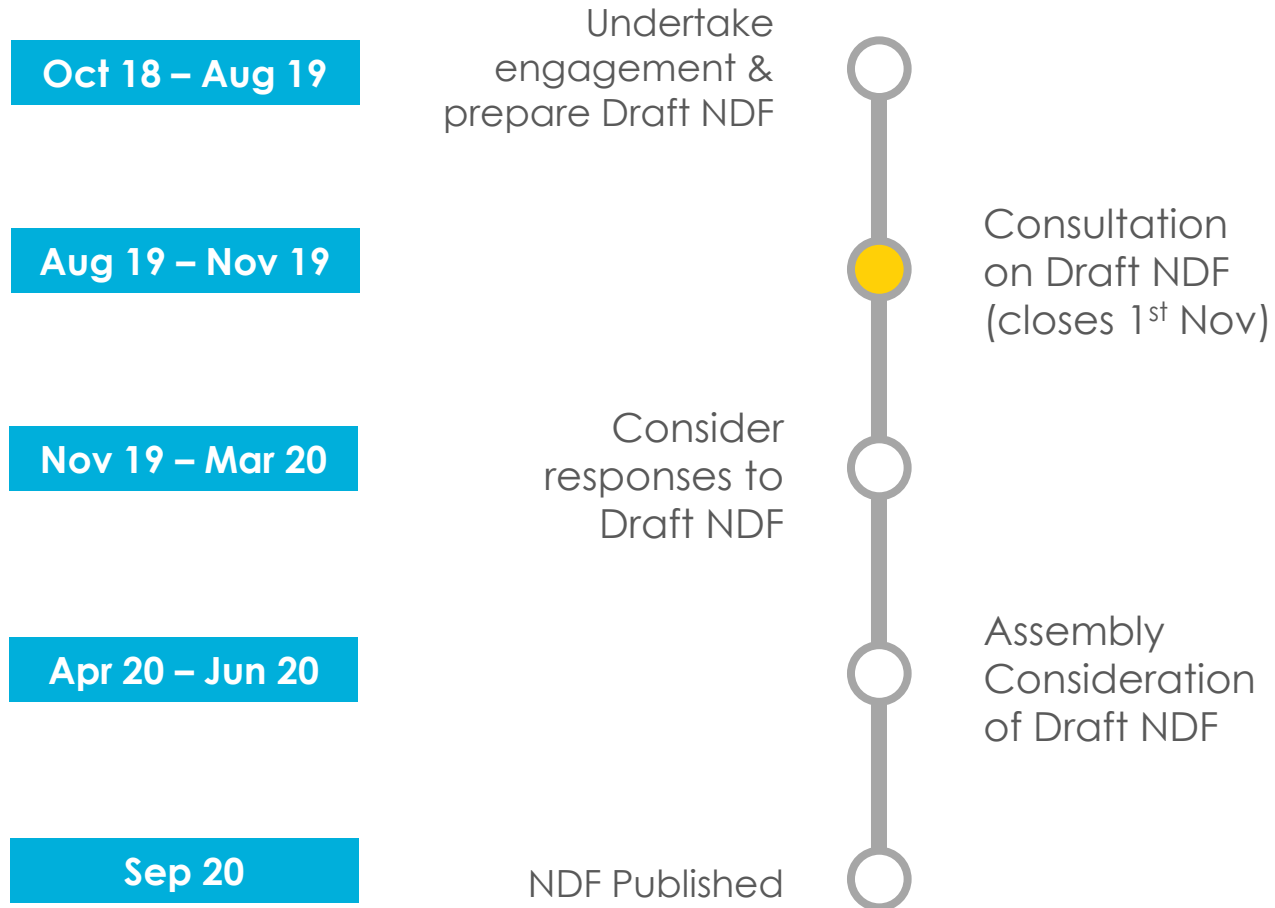 Oct 18 – Aug 19
Undertake
engagement &
prepare Draft NDF
Aug 19 – Nov 19
Consultation
on Draft NDF
(closes 1st Nov)
Nov 19 – Mar 20
Consider
responses to
Draft NDF
Apr 20 – Jun 20
Assembly
Consideration
of Draft NDF
Sep 20
NDF Published